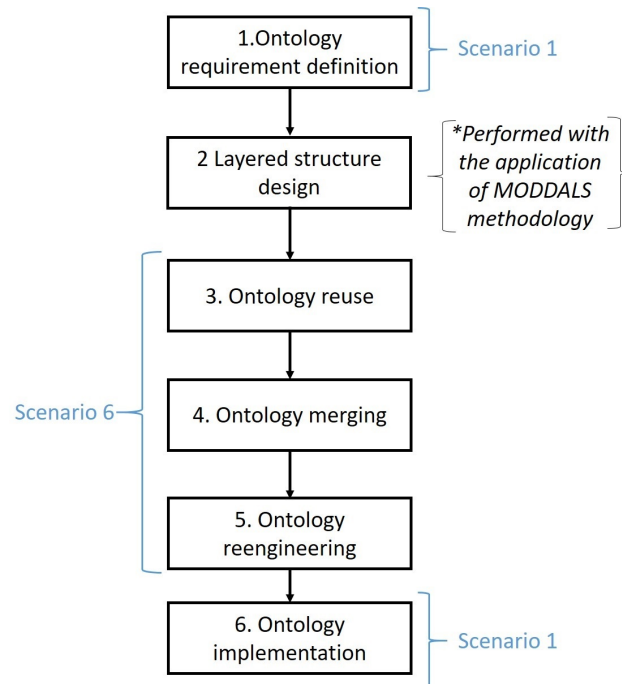 1.Ontology
requirement definition
Scenario 1
2 Layered structure
design
*Performed with
the application
of MODDALS
methodology
3. Ontology reuse
Scenario 6
4. Ontology merging
5. Ontology
reengineering
6. Ontology
implementation
Scenario 1